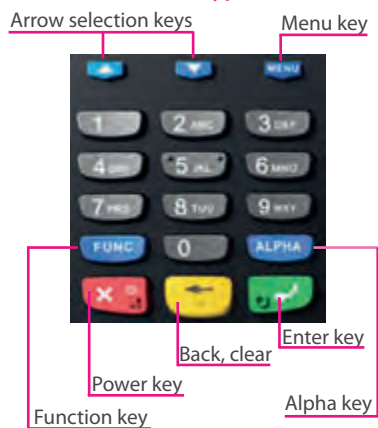 Arrow selection keys
Menu key
MENU
1
2 ABC
3 DEF
4 GHI
5 JKL
6 MNO
7 PRS
8 TUV
9 WXY
FUNC
0
ALPHA
Enter key
Back, clear
Power key
Alpha key
Function key